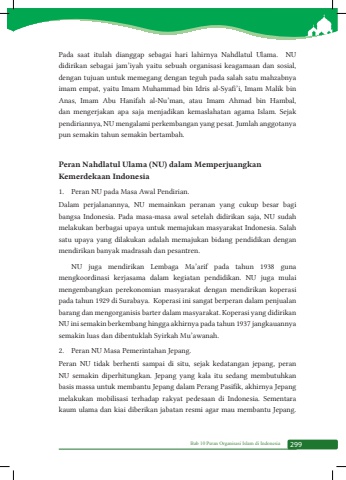 Pada saat itulah dianggap sebagai hari lahirnya Nahdlatul Ulama. NU
didirikan sebagai jam'iyah yaitu sebuah organisasi keagamaan dan sosial,
dengan tujuan untuk memegang dengan teguh pada salah satu mahzabnya
imam empat, yaitu Imam Muhammad bin Idris al-Syafi'i, Imam Malik bin
Anas, Imam Abu Hanifah al-Nu'man, atau Imam Ahmad bin Hambal,
dan mengerjakan apa saja menjadikan kemaslahatan agama Islam. Sejak
pendiriannya, NU mengalami perkembangan yang pesat. Jumlah anggotanya
pun semakin tahun semakin bertambah.
Peran Nahdlatul Ulama (NU) dalam Memperjuangkan
Kemerdekaan Indonesia
1. Peran NU pada Masa Awal Pendirian.
Dalam perjalanannya, NU memainkan peranan yang cukup besar bagi
bangsa Indonesia. Pada masa-masa awal setelah didirikan saja, NU sudah
melakukan berbagai upaya untuk memajukan masyarakat Indonesia. Salah
satu upaya yang dilakukan adalah memajukan bidang pendidikan dengan
mendirikan banyak madrasah dan pesantren.
NU juga mendirikan Lembaga Ma'arif pada tahun 1938 guna
mengkoordinasi kerjasama dalam kegiatan pendidikan. NU juga mulai
mengembangkan perekonomian masyarakat dengan mendirikan koperasi
pada tahun 1929 di Surabaya. Koperasi ini sangat berperan dalam penjualan
barang dan mengorganisis barter dalam masyarakat. Koperasi yang didirikan
NU ini semakin berkembang hingga akhirnya pada tahun 1937 jangkauannya
semakin luas dan dibentuklah Syirkah Mu'awanah.
2. Peran NU Masa Pemerintahan Jepang.
Peran NU tidak berhenti sampai di situ, sejak kedatangan jepang, peran
NU semakin diperhitungkan. Jepang yang kala itu sedang membutuhkan
basis massa untuk membantu Jepang dalam Perang Pasifik, akhirnya Jepang
melakukan mobilisasi terhadap rakyat pedesaan di Indonesia. Sementara
kaum ulama dan kiai diberikan jabatan resmi agar mau membantu Jepang.
Bab 10 Peran Organisasi Islam di Indonesia 299